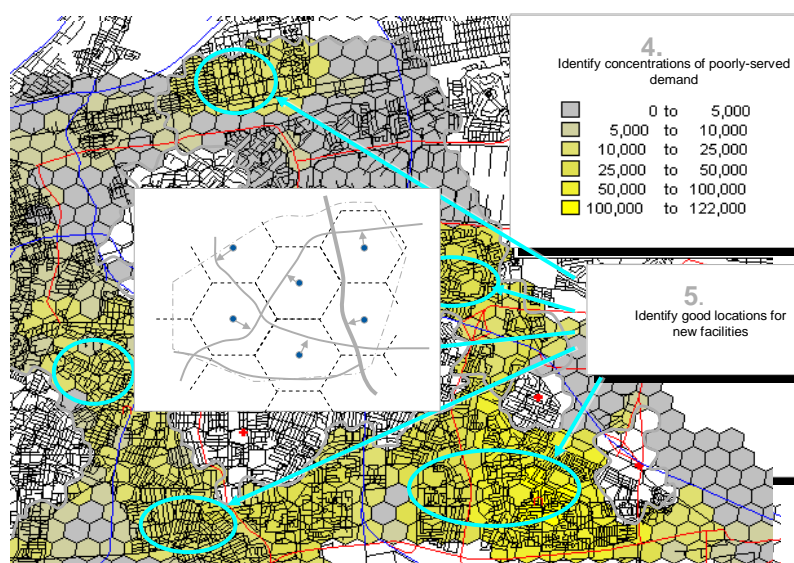 4.
Identify concentrations of poorly-served
demand
0 to 5,000
5,000 to 10,000
10,000 to 25,000
25,000 to 50,000
50,000 to 100,000
100,000 to 122,000
5.
Identify good locations for
new facilities